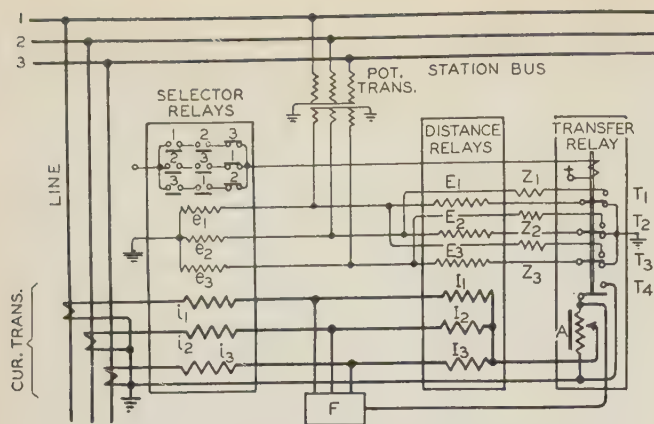 1
2
3
POT. TRANS.
STATION BUS
SELECTOR RELAYS
DISTANCE RELAYS
TRANSFER RELAY
1 2 3
2 3 1
3 1 2
+
LINE
E1 Z1 T1
e1 E2 T2
e2 Z2
E3 T3
e3 Z3
T4
i1 I1
i2 i3 I2
I3
A
CUR. TRANS.
F